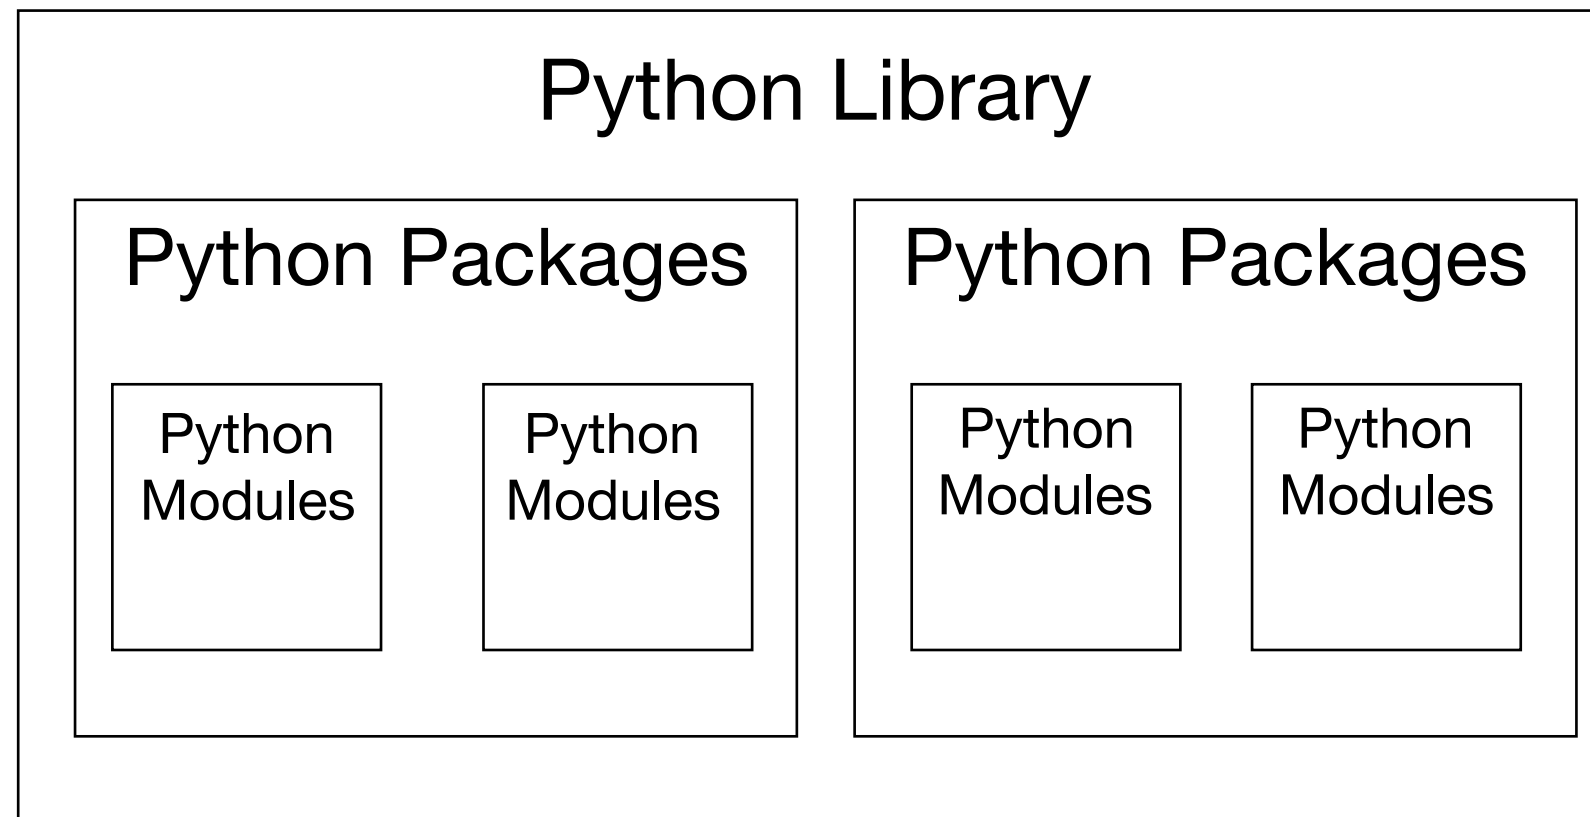 Python Library
Python Packages
Python
Modules
Python
Modules
Python Packages
Python
Modules
Python
Modules